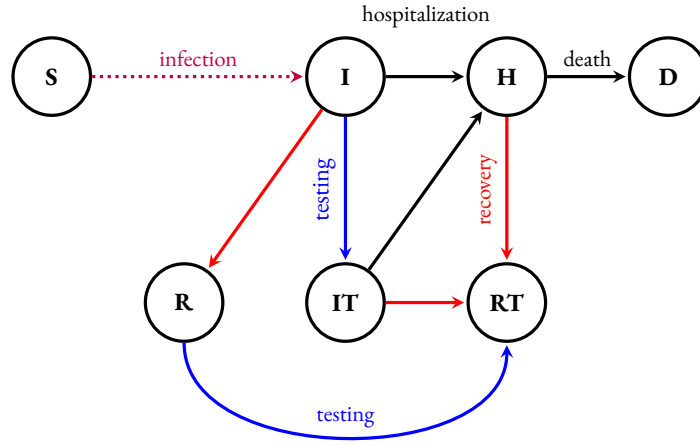 hospitalization
S
infection
I
H
death
D
testing
recovery
R
IT
RT
testing